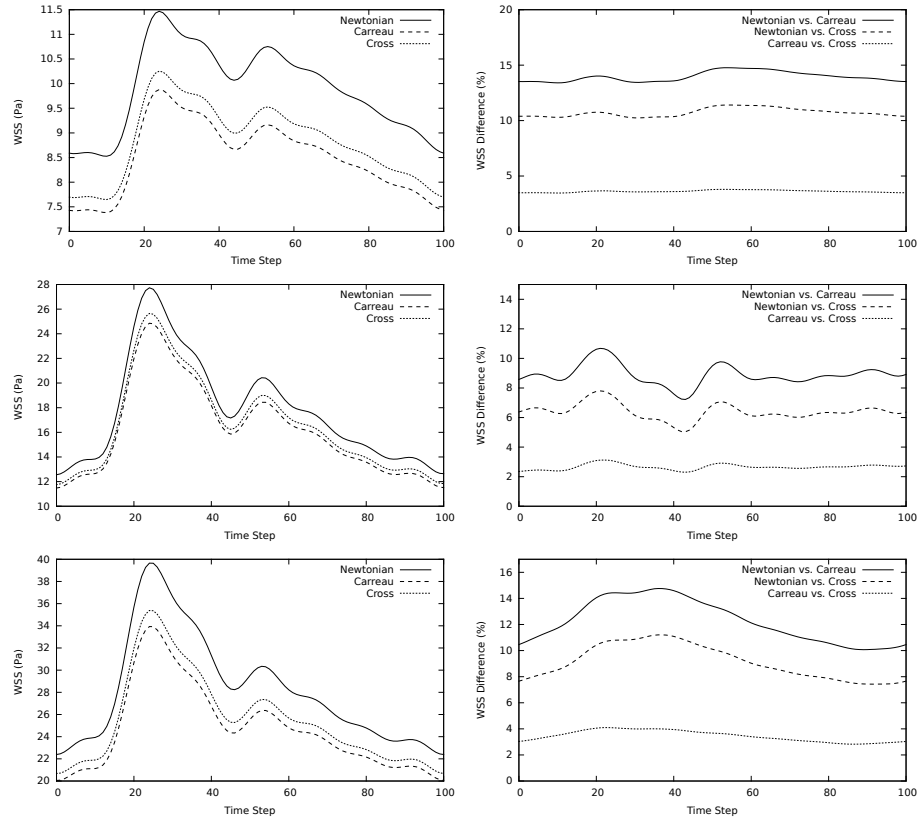 11.5
11
10.5
10
9.5
9
8.5
8
7.5
7
WSS (Pa)
Newtonian
Carreau
Cross
0 20 40 60 80 100
Time Step
20
15
10
5
0
WSS Difference (%)
Newtonian vs. Carreau
Newtonian vs. Cross
Carreau vs. Cross
0 20 40 60 80 100
Time Step
28
26
24
22
20
18
16
14
12
10
WSS (Pa)
Newtonian
Carreau
Cross
0 20 40 60 80 100
Time Step
14
12
10
8
6
4
2
0
WSS Difference (%)
Newtonian vs. Carreau
Newtonian vs. Cross
Carreau vs. Cross
0 20 40 60 80 100
Time Step
40
38
36
34
32
30
28
26
24
22
20
WSS (Pa)
Newtonian
Carreau
Cross
0 20 40 60 80 100
Time Step
16
14
12
10
8
6
4
2
0
WSS Difference (%)
Newtonian vs. Carreau
Newtonian vs. Cross
Carreau vs. Cross
0 20 40 60 80 100
Time Step